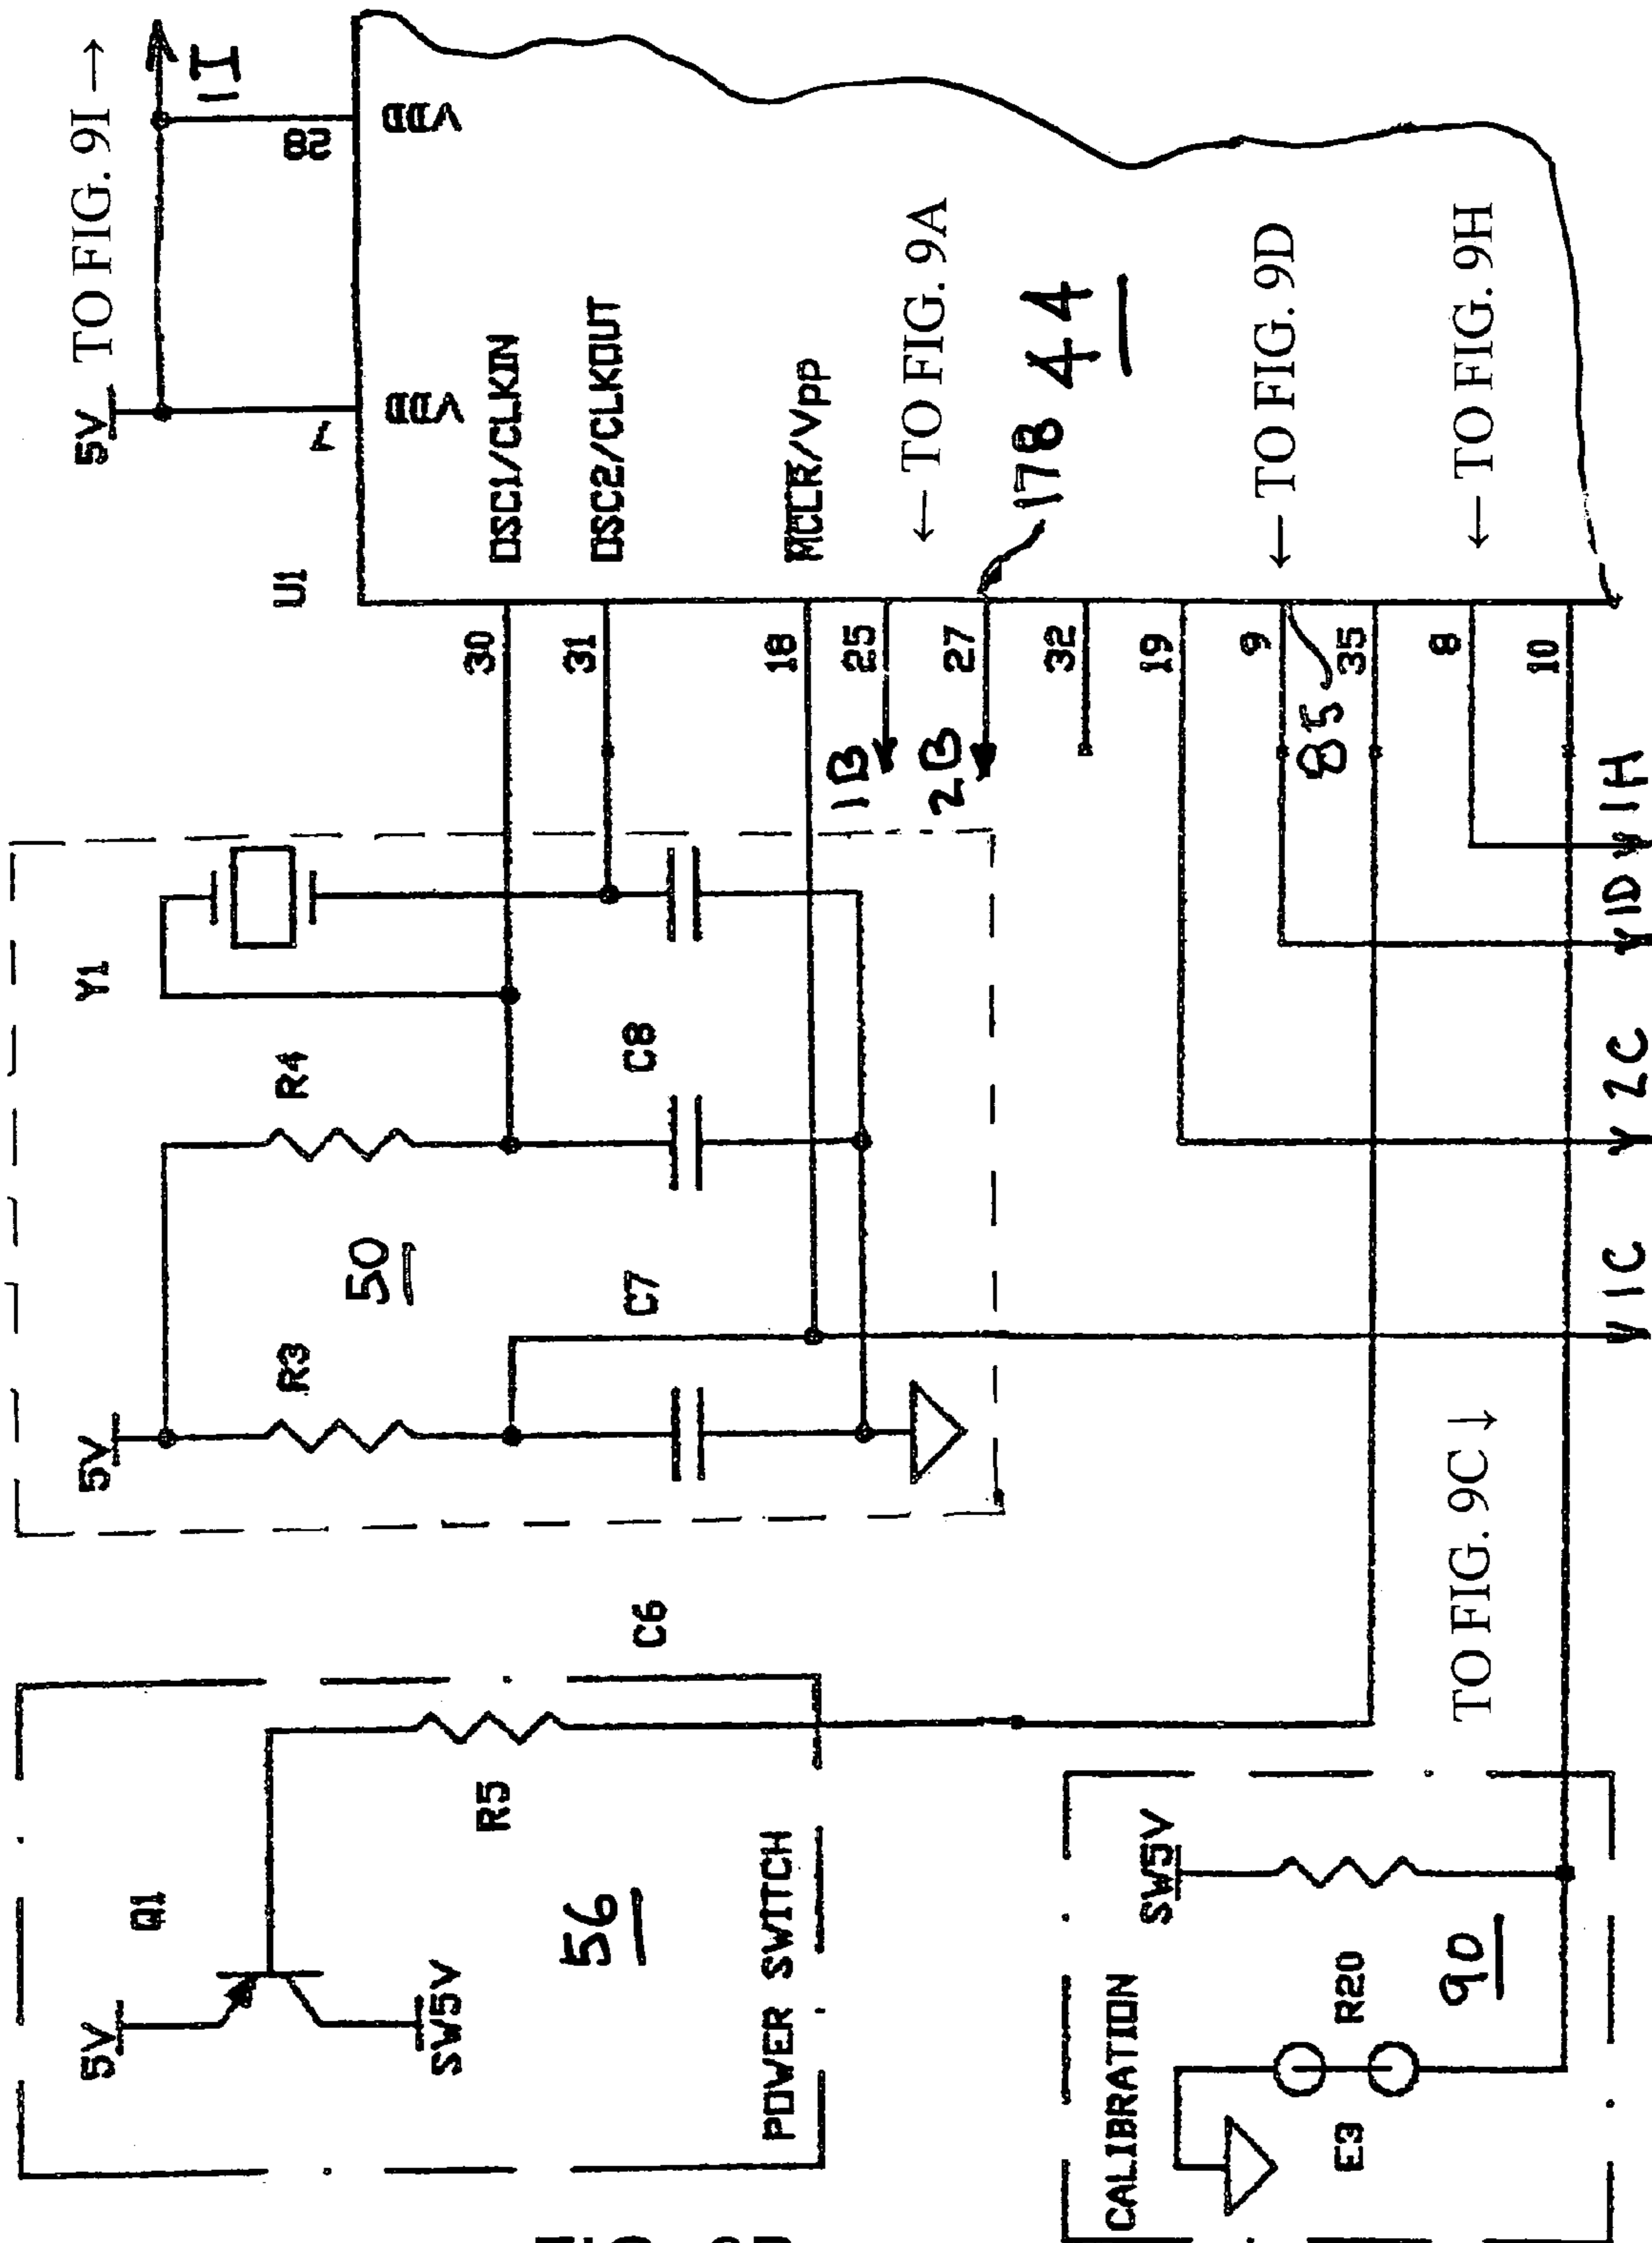 5V
Q1
SW5V
R5
56
POWER SWITCH
C6
5V
R3
R4
Y1
50
C7
C8
5V
TO FIG. 9I →
1I
7
28
VDD
VDD
U1
30
OSC1/CLKIN
31
OSC2/CLKOUT
18
MCLR/Vpp
1B
25
← TO FIG. 9A
2B
27
178
44
32
19
9
← TO FIG. 9D
85
35
8
← TO FIG. 9H
10
CALIBRATION
SW5V
E3
R20
90
TO FIG. 9C ↓
1C
2C
1D
1H